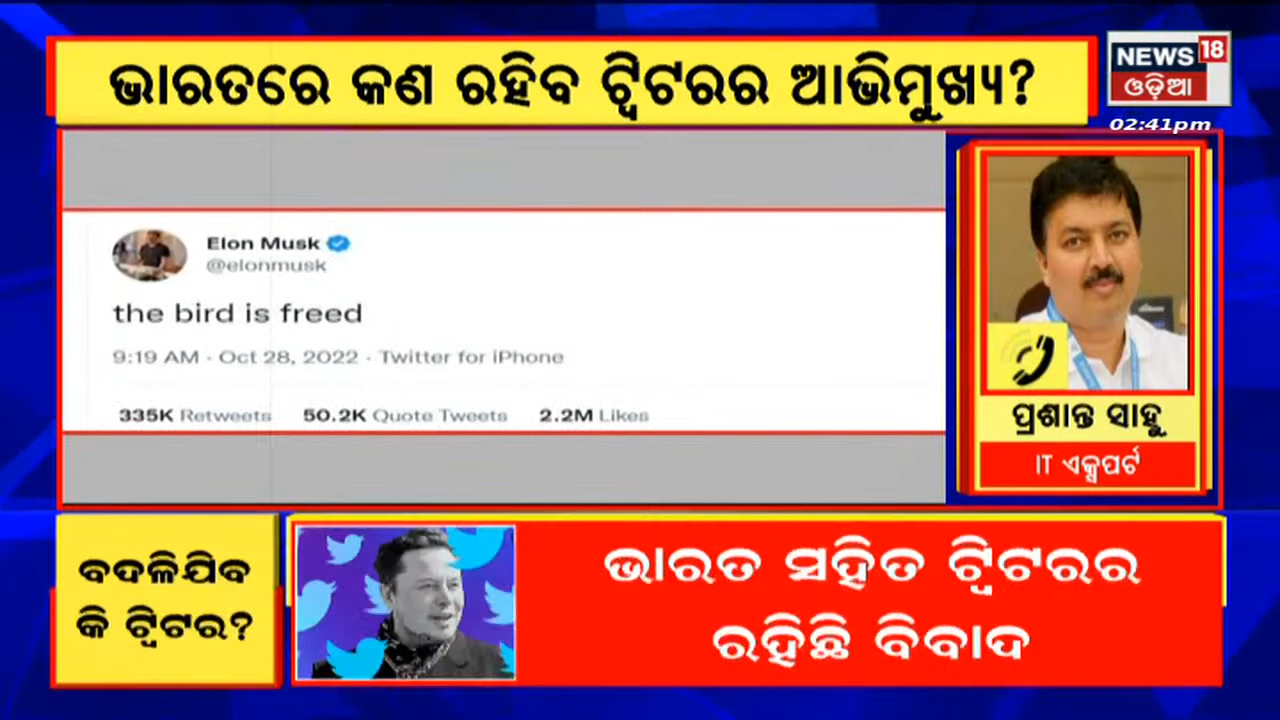 ଭାରତରେ କଣ ରହିବ ଟ୍ୱିଟରର ଆଭିମୁଖ୍ୟ?
NEWS 18
ଓଡ଼ିଆ
02:41pm
Elon Musk
@elonmusk
the bird is freed
9:19 AM · Oct 28, 2022 · Twitter for iPhone
335K Retweets 50.2K Quote Tweets 2.2M Likes
ପ୍ରଶାନ୍ତ ସାହୁ
IT ଏକ୍ସପର୍ଟ
ବଦଳିଯିବ
କି ଟ୍ୱିଟର?
ଭାରତ ସହିତ ଟ୍ୱିଟରର
ରହିଛି ବିବାଦ